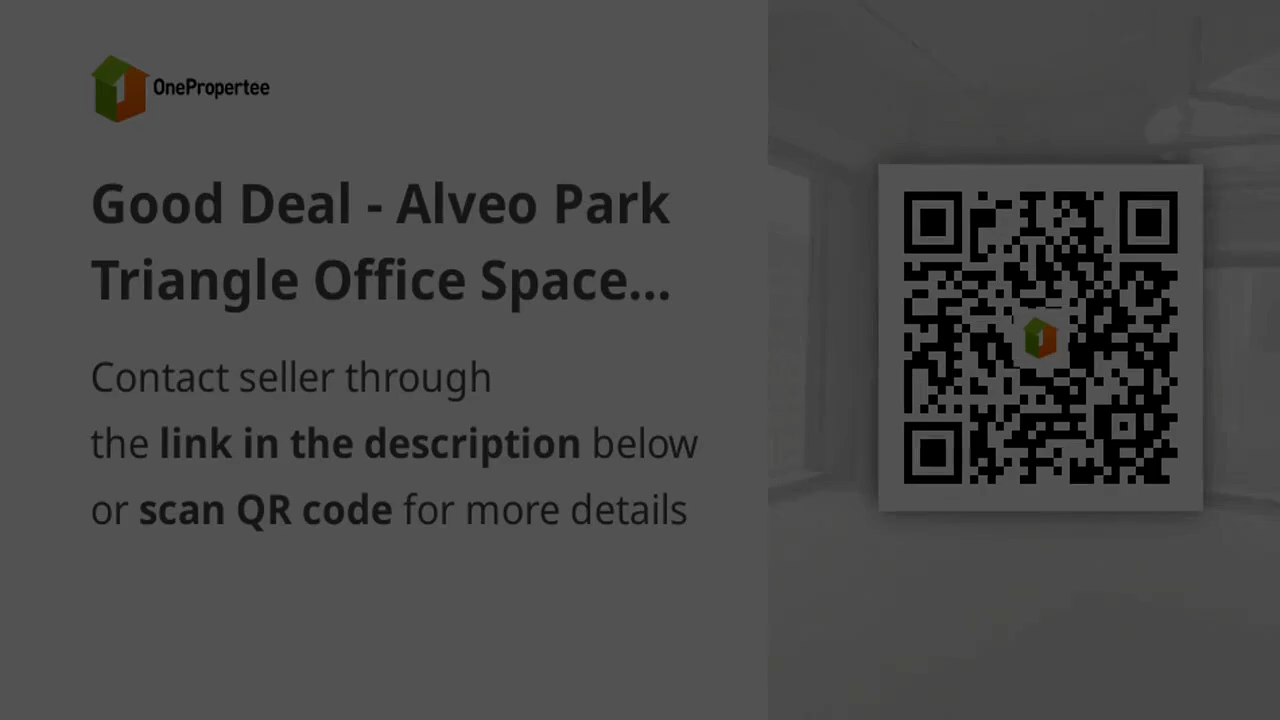 OnePropertee
Good Deal - Alveo Park
Triangle Office Space...
Contact seller through
the link in the description below
or scan QR code for more details